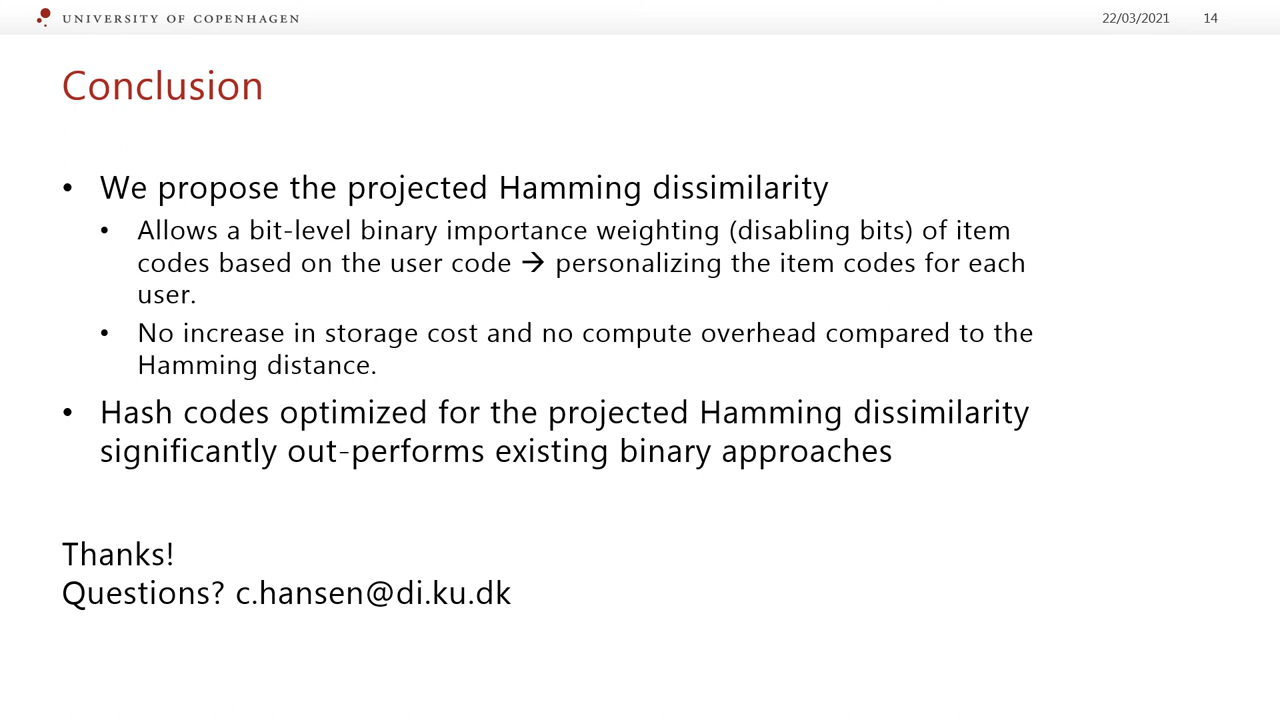 UNIVERSITY OF COPENHAGEN
22/03/2021 14
Conclusion
• We propose the projected Hamming dissimilarity
• Allows a bit-level binary importance weighting (disabling bits) of item
codes based on the user code → personalizing the item codes for each
user.
• No increase in storage cost and no compute overhead compared to the
Hamming distance.
• Hash codes optimized for the projected Hamming dissimilarity
significantly out-performs existing binary approaches
Thanks!
Questions? c.hansen@di.ku.dk